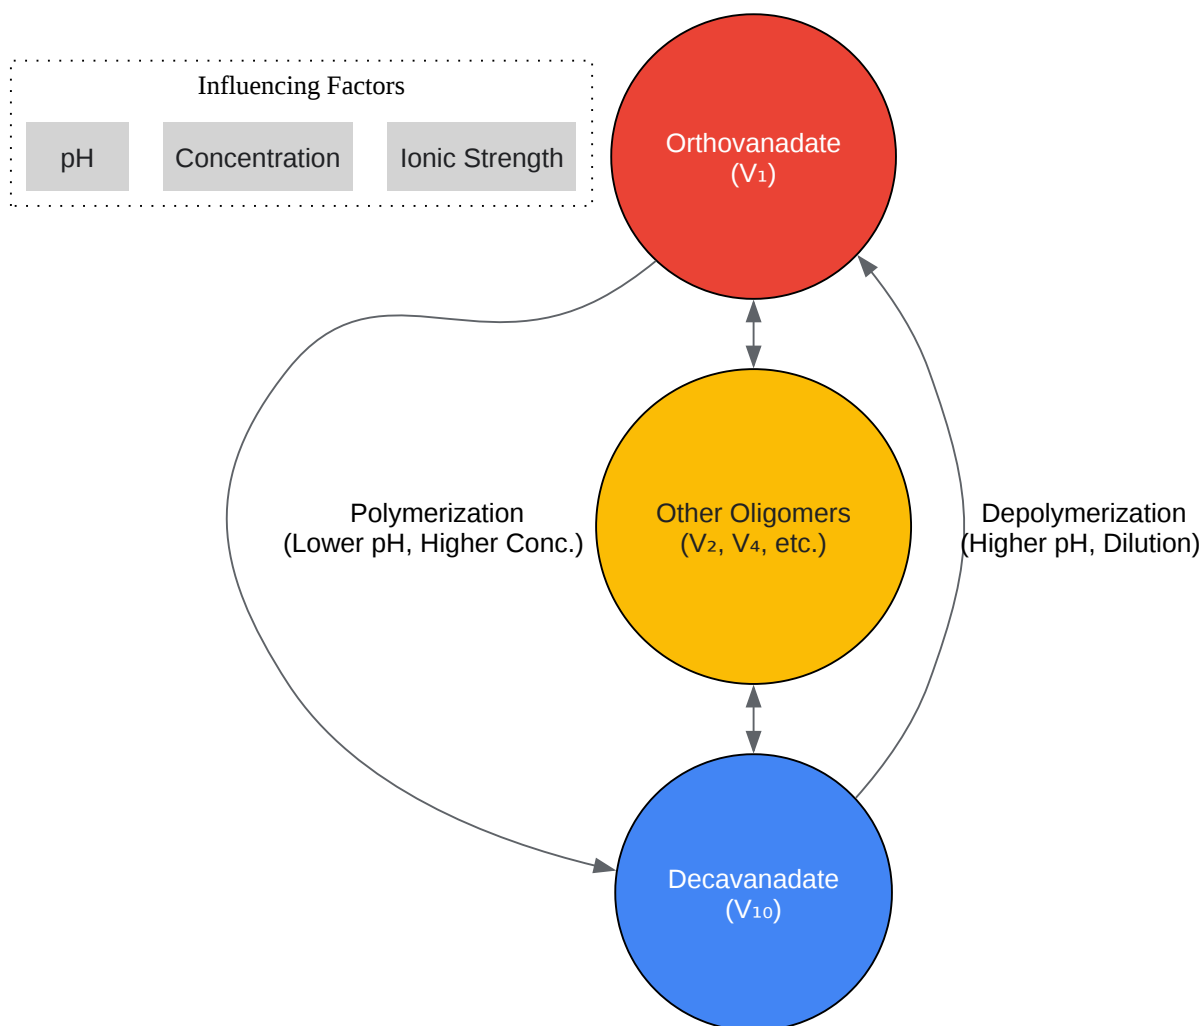 Influencing Factors
pH
Concentration
Ionic Strength
Orthovanadate
(V₁)
Polymerization
(Lower pH, Higher Conc.)
Other Oligomers
(V₂, V₄, etc.)
Depolymerization
(Higher pH, Dilution)
Decavanadate
(V₁₀)